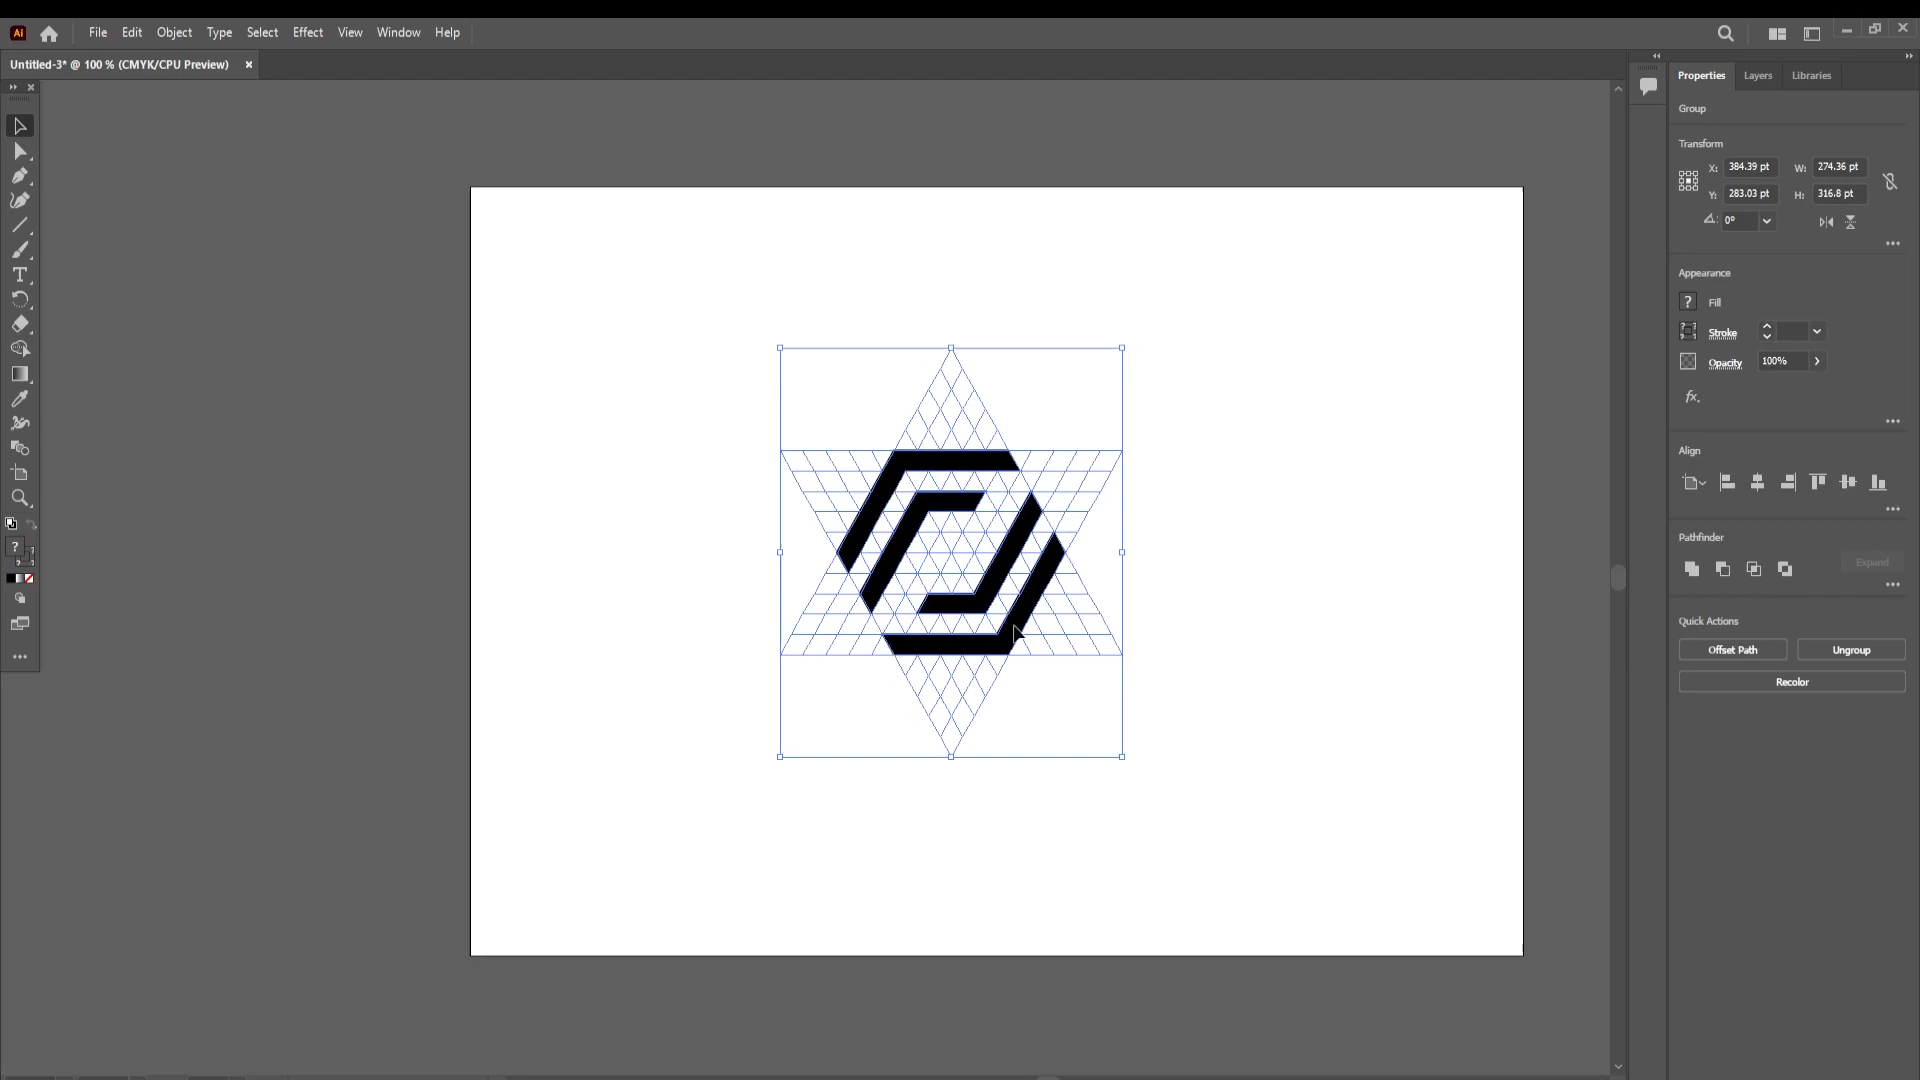 Ai File Edit Object Type Select Effect View Window Help
Untitled-3* @ 100 % (CMYK/CPU Preview) ×
Properties Layers Libraries
Group
Transform
X: 384.39 pt W: 274.36 pt
Y: 283.03 pt H: 316.8 pt
0°
Appearance
? Fill
Stroke
Opacity 100%
fx.
Align
Pathfinder
Expand
Quick Actions
Offset Path Ungroup
Recolor
T
?